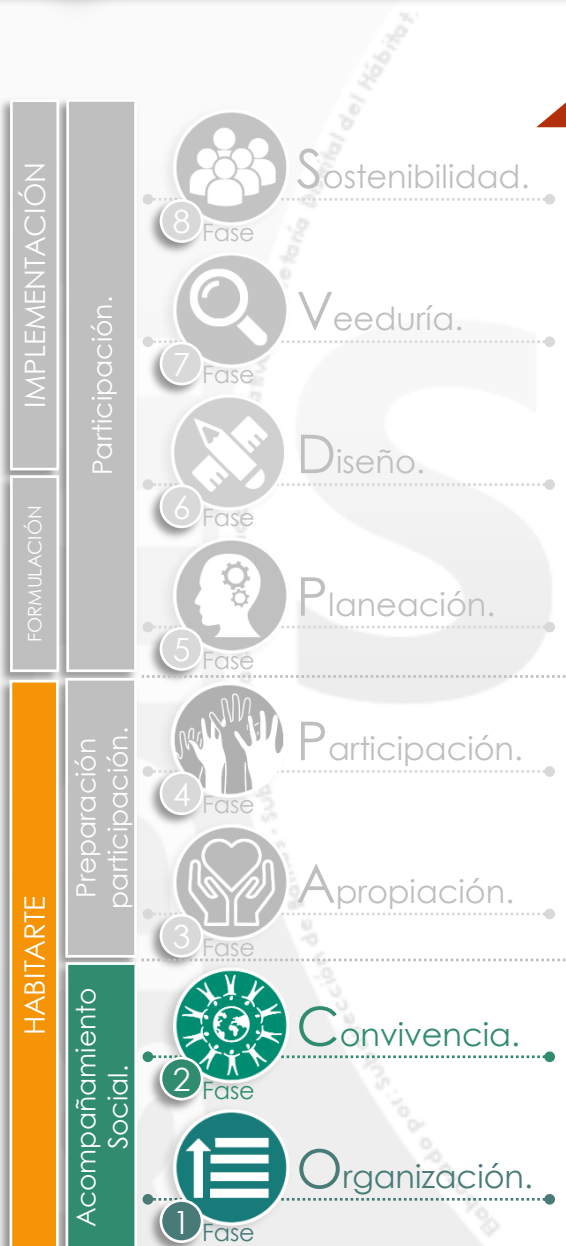 IMPLEMENTACIÓN
Participación.
Sostenibilidad.
8 Fase
Veeduría.
7 Fase
Diseño.
6 Fase
FORMULACIÓN
Planeación.
5 Fase
HABITARTE
Preparación
participación.
Participación.
4 Fase
Apropiación.
3 Fase
Acompañamiento
Social.
Convivencia.
2 Fase
Organización.
1 Fase